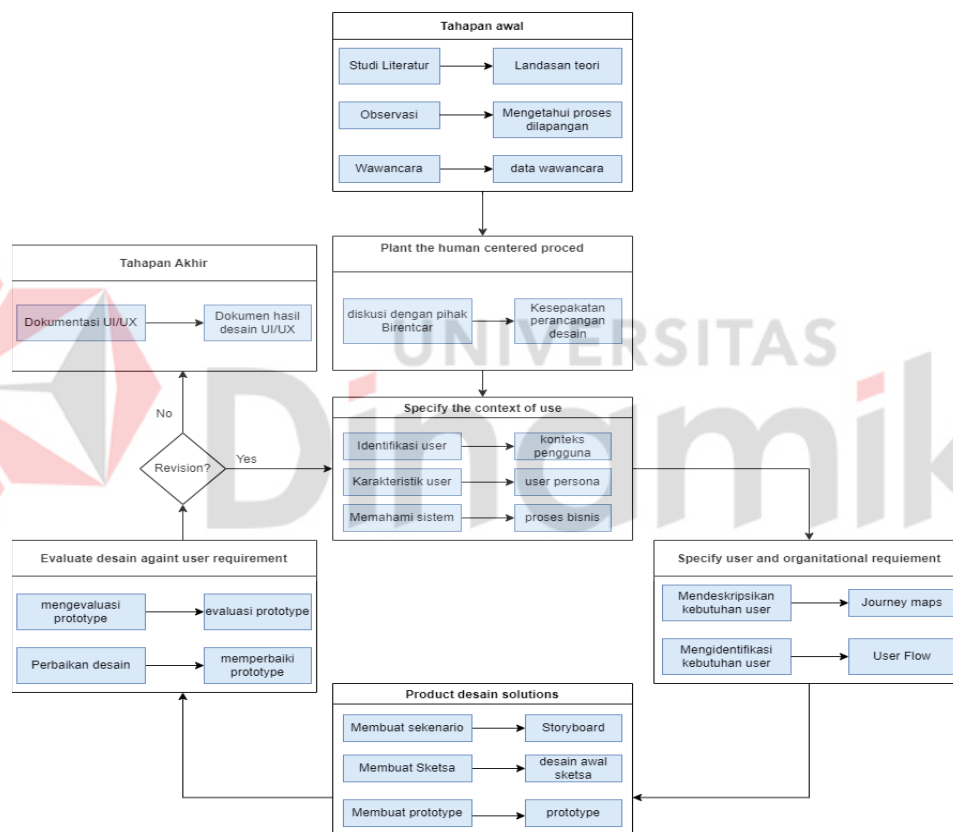 Tahapan awal
Studi Literatur
Landasan teori
Observasi
Mengetahui proses
dilapangan
Wawancara
data wawancara
Plant the human centered proced
diskusi dengan pihak
Birentcar
Kesepakatan
perancangan
desain
Tahapan Akhir
Dokumentasi UI/UX
Dokumen hasil
desain UI/UX
UNIVERSITAS
Dinamik
No
Revision?
Yes
Specify the context of use
Identifikasi user
konteks
pengguna
Karakteristik user
user persona
Memahami sistem
proses bisnis
Evaluate desain againt user requirement
mengevaluasi
prototype
evaluasi prototype
Perbaikan desain
memperbaiki
prototype
Specify user and organitational requiement
Mendeskripsikan
kebutuhan user
Journey maps
Mengidentifikasi
kebutuhan user
User Flow
Product desain solutions
Membuat sekenario
Storyboard
Membuat Sketsa
desain awal
sketsa
Membuat prototype
prototype